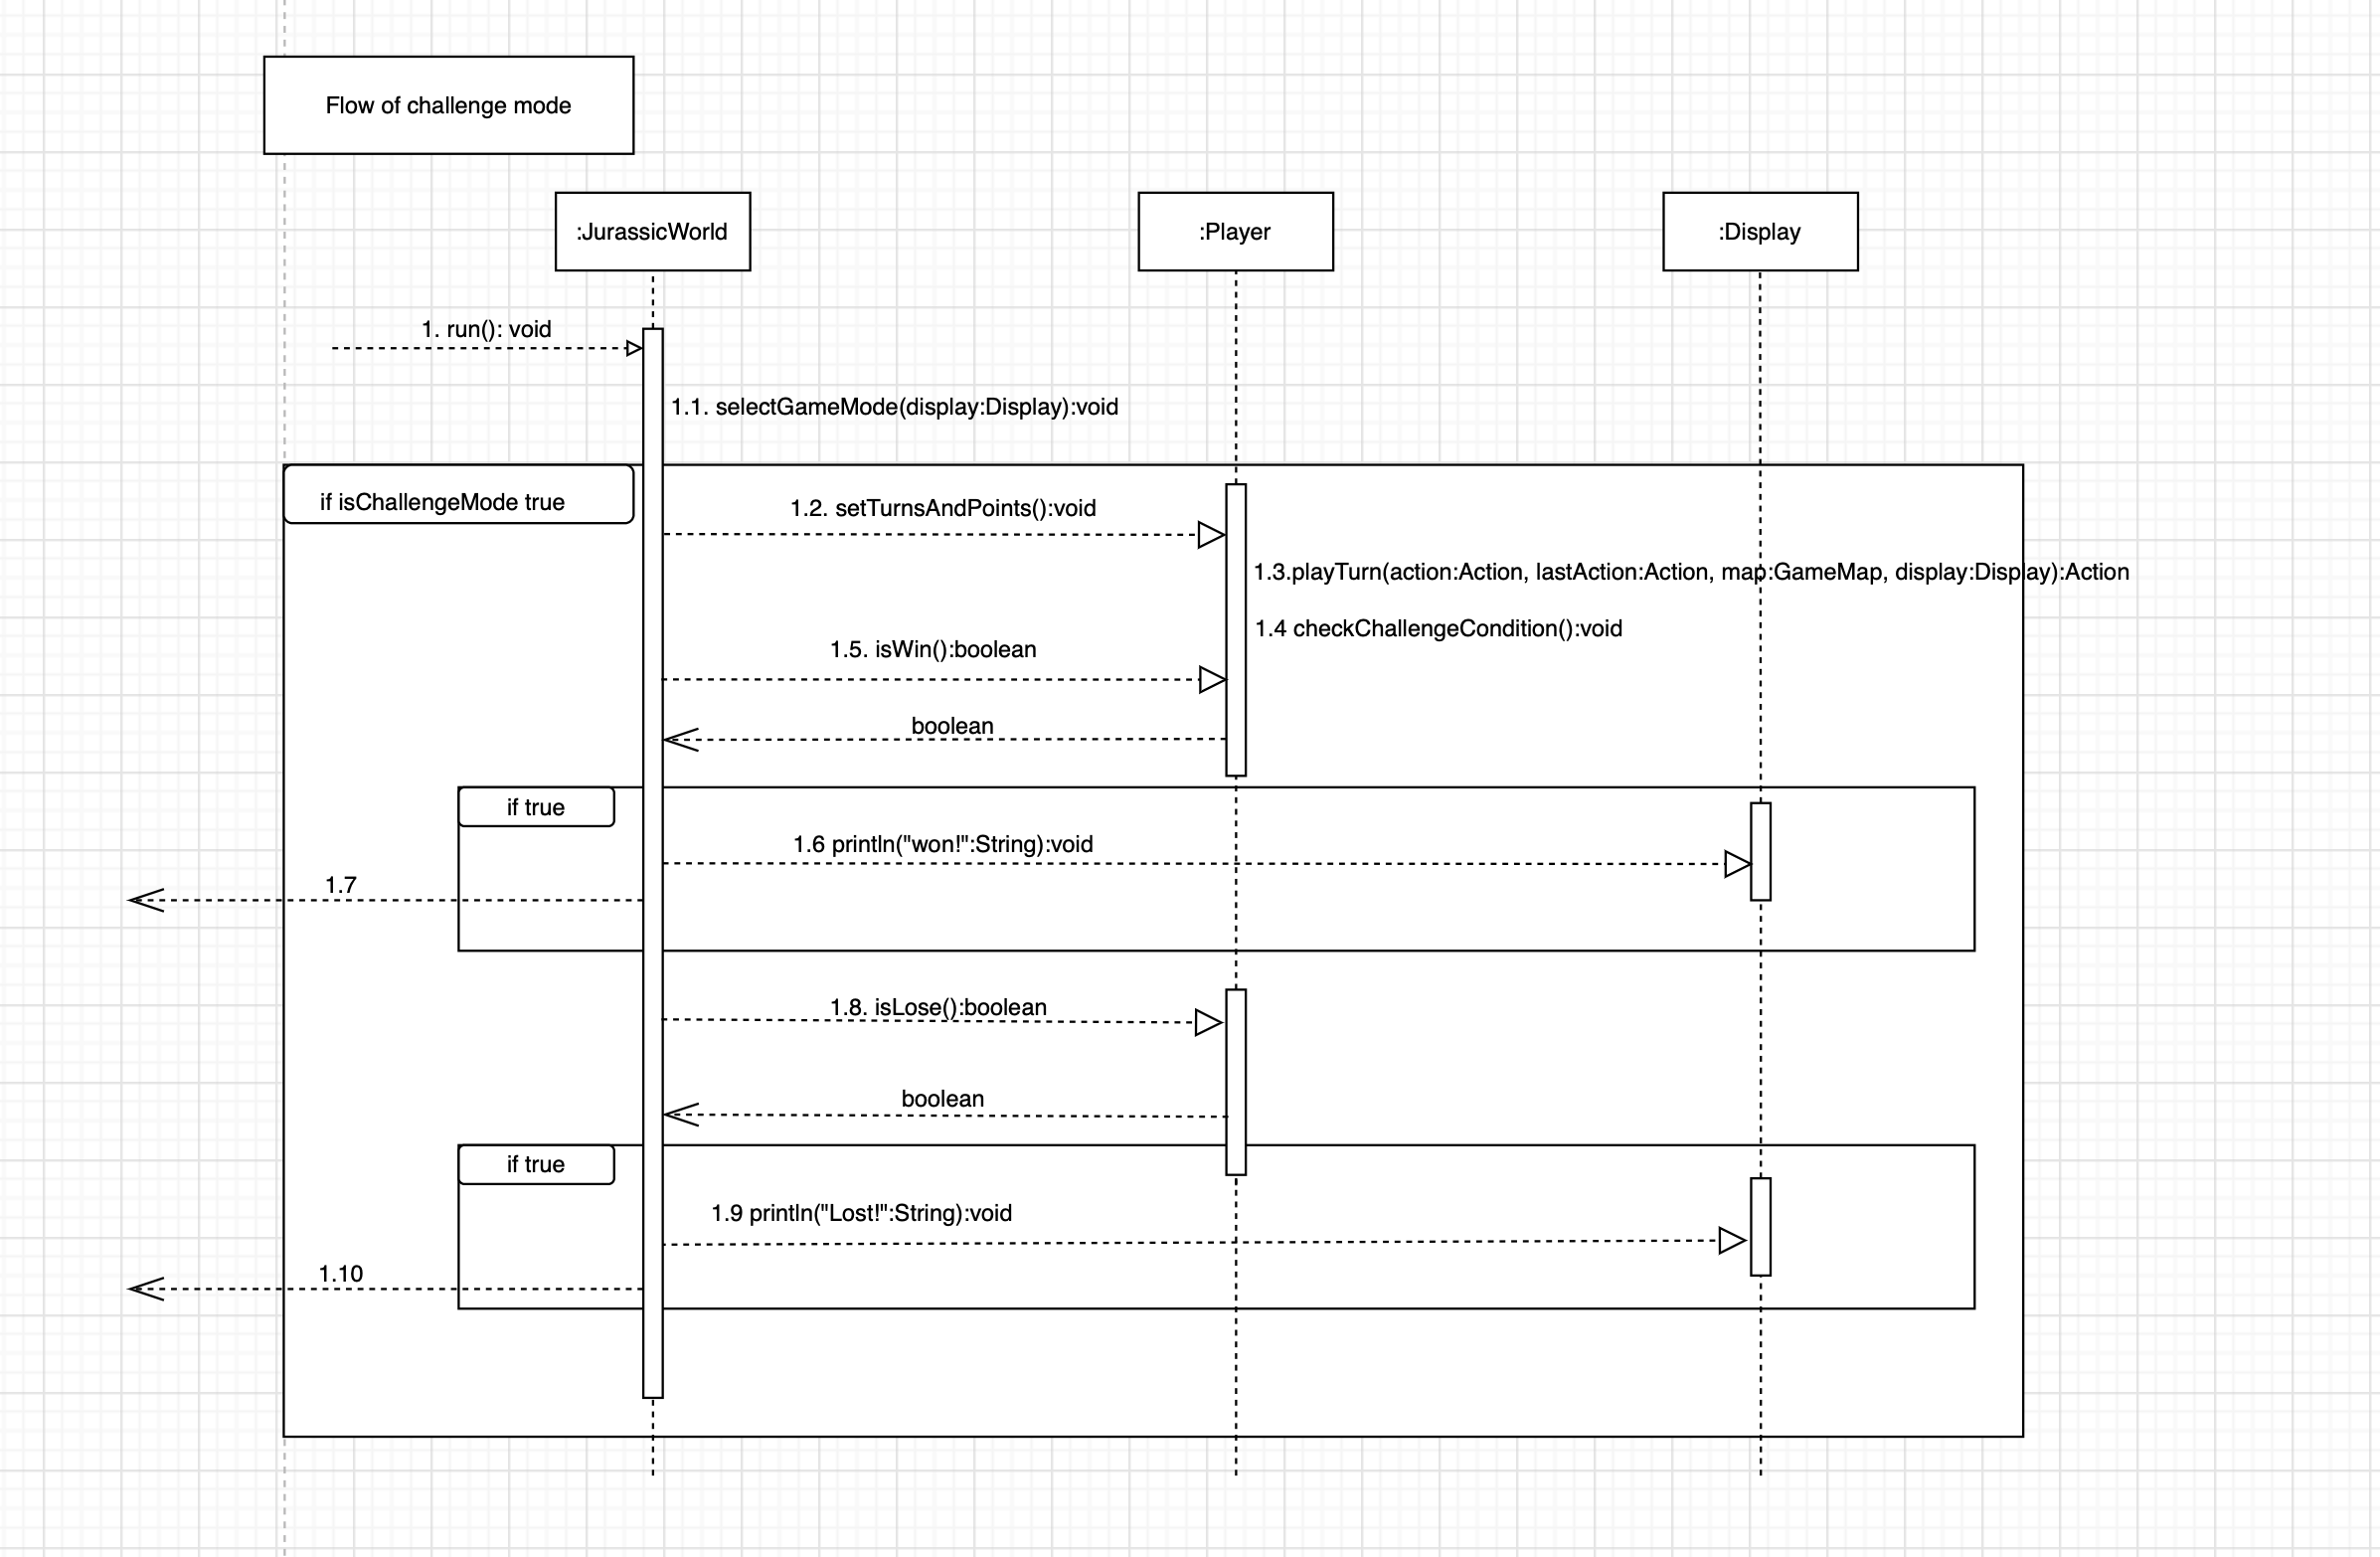 Flow of challenge mode
:JurassicWorld
:Player
:Display
1. run(): void
1.1. selectGameMode(display:Display):void
if isChallengeMode true
1.2. setTurnsAndPoints():void
1.3.playTurn(action:Action, lastAction:Action, map:GameMap, display:Display):Action
1.4 checkChallengeCondition():void
1.5. isWin():boolean
boolean
if true
1.6 println("won!":String):void
1.7
1.8. isLose():boolean
boolean
if true
1.9 println("Lost!":String):void
1.10